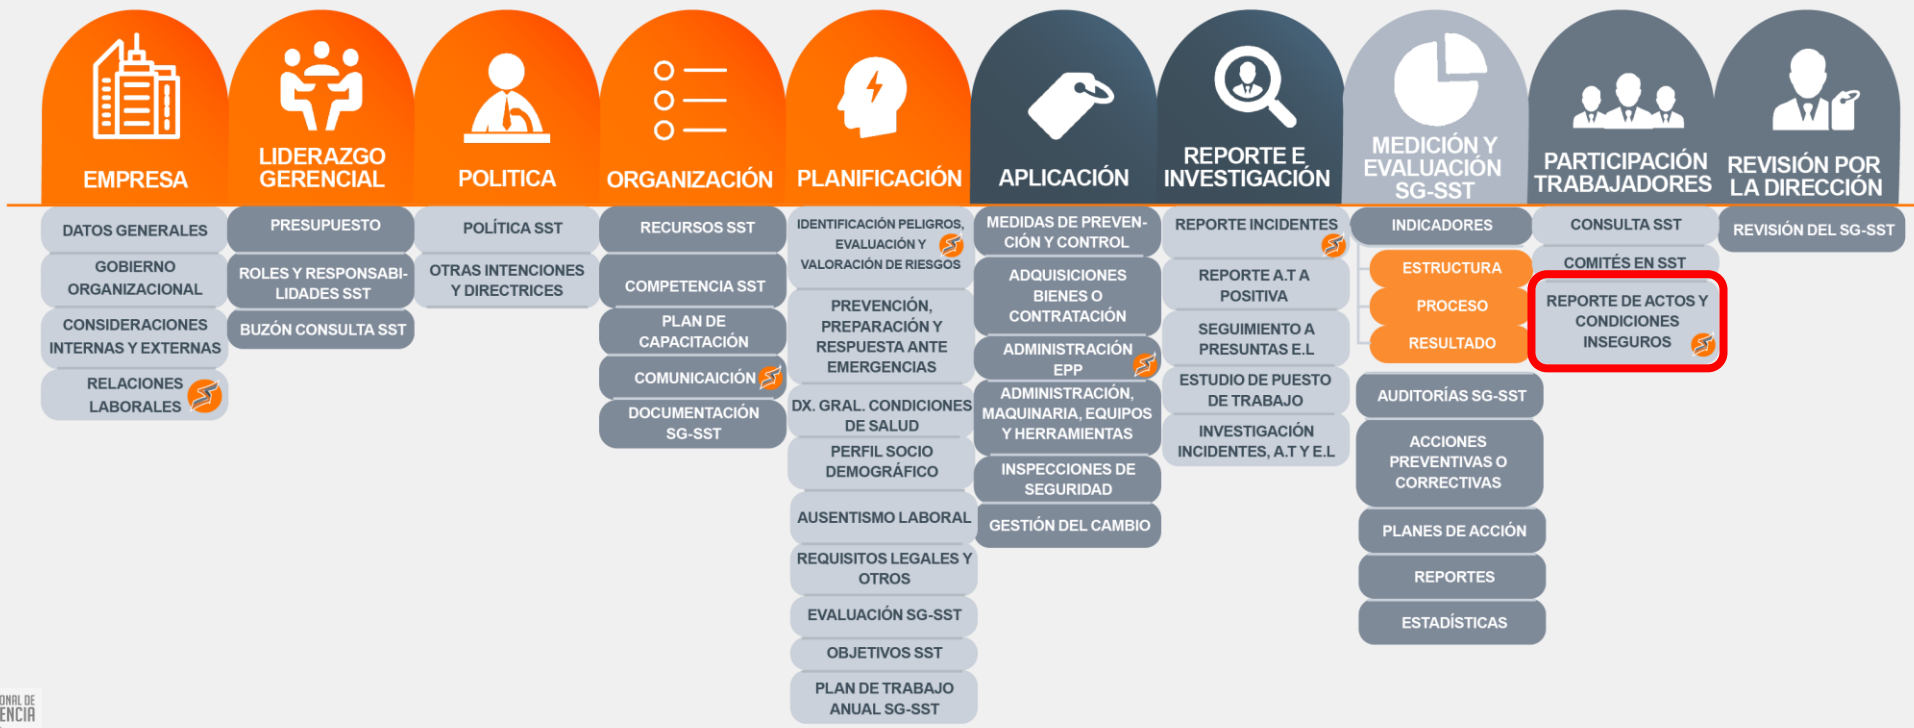 EMPRESA
LIDERAZGO
GERENCIAL
POLITICA
ORGANIZACIÓN
PLANIFICACIÓN
APLICACIÓN
REPORTE E
INVESTIGACIÓN
MEDICIÓN Y
EVALUACIÓN
SG-SST
PARTICIPACIÓN
TRABAJADORES
REVISIÓN POR
LA DIRECCIÓN
DATOS GENERALES
GOBIERNO
ORGANIZACIONAL
CONSIDERACIONES
INTERNAS Y EXTERNAS
RELACIONES
LABORALES
PRESUPUESTO
ROLES Y RESPONSABI-
LIDADES SST
BUZÓN CONSULTA SST
POLÍTICA SST
OTRAS INTENCIONES
Y DIRECTRICES
RECURSOS SST
COMPETENCIA SST
PLAN DE
CAPACITACIÓN
COMUNICAICIÓN
DOCUMENTACIÓN
SG-SST
IDENTIFICACIÓN PELIGROS,
EVALUACIÓN Y
VALORACIÓN DE RIESGOS
PREVENCIÓN,
PREPARACIÓN Y
RESPUESTA ANTE
EMERGENCIAS
DX. GRAL. CONDICIONES
DE SALUD
PERFIL SOCIO
DEMOGRÁFICO
AUSENTISMO LABORAL
REQUISITOS LEGALES Y
OTROS
EVALUACIÓN SG-SST
OBJETIVOS SST
PLAN DE TRABAJO
ANUAL SG-SST
MEDIDAS DE PREVEN-
CIÓN Y CONTROL
ADQUISICIONES
BIENES O
CONTRATACIÓN
ADMINISTRACIÓN
EPP
ADMINISTRACIÓN,
MAQUINARIA, EQUIPOS
Y HERRAMIENTAS
INSPECCIONES DE
SEGURIDAD
GESTIÓN DEL CAMBIO
REPORTE INCIDENTES
REPORTE A.T A
POSITIVA
SEGUIMIENTO A
PRESUNTAS E.L
ESTUDIO DE PUESTO
DE TRABAJO
INVESTIGACIÓN
INCIDENTES, A.T Y E.L
INDICADORES
ESTRUCTURA
PROCESO
RESULTADO
AUDITORÍAS SG-SST
ACCIONES
PREVENTIVAS O
CORRECTIVAS
PLANES DE ACCIÓN
REPORTES
ESTADÍSTICAS
CONSULTA SST
COMITÉS EN SST
REPORTE DE ACTOS Y
CONDICIONES
INSEGUROS
REVISIÓN DEL SG-SST
ONAL DE
ENCIA